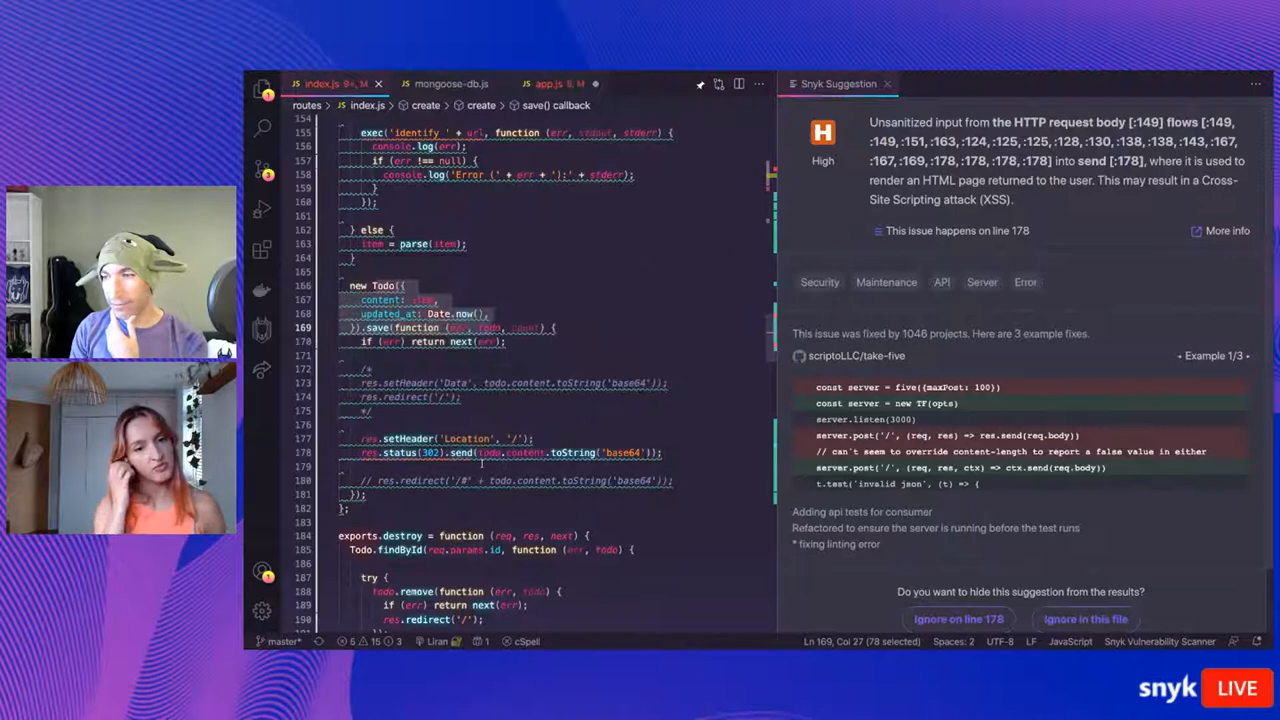 index.js 9+, M
mongoose-db.js
app.js 8, M
routes > index.js > create > create > save() callback
154
155 exec('identify ' + url, function (err, stdout, stderr) {
156 console.log(err);
157 if (err !== null) {
158 console.log('Error (' + err + '):' + stderr);
159 }
160 });
161
162 } else {
163 item = parse(item);
164 }
165
166 new Todo({
167 content: item,
168 updated_at: Date.now(),
169 }).save(function (err, todo, count) {
170 if (err) return next(err);
171
172 /*
173 res.setHeader('Data', todo.content.toString('base64'));
174 res.redirect('/');
175 */
176
177 res.setHeader('Location', '/');
178 res.status(302).send(todo.content.toString('base64'));
179
180 // res.redirect('/#' + todo.content.toString('base64'));
181 });
182 };
183
184 exports.destroy = function (req, res, next) {
185 Todo.findById(req.params.id, function (err, todo) {
186
187 try {
188 todo.remove(function (err, todo) {
189 if (err) return next(err);
190 res.redirect('/');
Snyk Suggestion
H
High
Unsanitized input from the HTTP request body [:149] flows [:149,
:149, :151, :163, :124, :125, :125, :128, :130, :138, :138, :143, :167,
:167, :169, :178, :178, :178, :178] into send [:178], where it is used to
render an HTML page returned to the user. This may result in a Cross-
Site Scripting attack (XSS).
This issue happens on line 178
More info
Security Maintenance API Server Error
This issue was fixed by 1046 projects. Here are 3 example fixes.
scriptoLLC/take-five
Example 1/3
const server = five({maxPost: 100})
const server = new TF(opts)
server.listen(3000)
server.post('/', (req, res) => res.send(req.body))
// can't seem to override content-length to report a false value in either
server.post('/', (req, res, ctx) => ctx.send(req.body))
t.test('invalid json', (t) => {
Adding api tests for consumer
Refactored to ensure the server is running before the test runs
* fixing linting error
Do you want to hide this suggestion from the results?
Ignore on line 178
Ignore in this file
master* 5 15 3 Liran 1 cSpell
Ln 169, Col 27 (78 selected) Spaces: 2 UTF-8 LF JavaScript Snyk Vulnerability Scanner
snyk LIVE